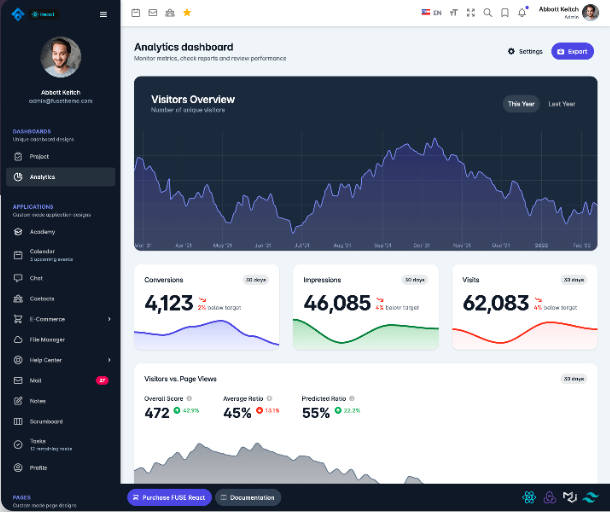 React
EN
Abbott Keitch
Admin
Abbott Keitch
admin@fusetheme.com
DASHBOARDS
Unique dashboard designs
Project
Analytics
APPLICATIONS
Custom made application designs
Academy
Calendar
3 upcoming events
Chat
Contacts
E-Commerce
File Manager
Help Center
Mail
27
Notes
Scrumboard
Tasks
12 remaining tasks
Profile
PAGES
Custom made page designs
Analytics dashboard
Monitor metrics, check reports and review performance
Settings
Export
Visitors Overview
Number of unique visitors
This Year
Last Year
Apr '21
May '21
Jun '21
Jul '21
Aug '21
Sep '21
Oct '21
Nov '21
Dec '21
2022
Conversions
30 days
4,123
2% below target
Impressions
30 days
46,085
4% below target
Visits
30 days
62,083
4% below target
Visitors vs. Page Views
30 days
Overall Score
472
42.9%
Average Ratio
45%
13.1%
Predicted Ratio
55%
22.2%
Purchase FUSE React
Documentation